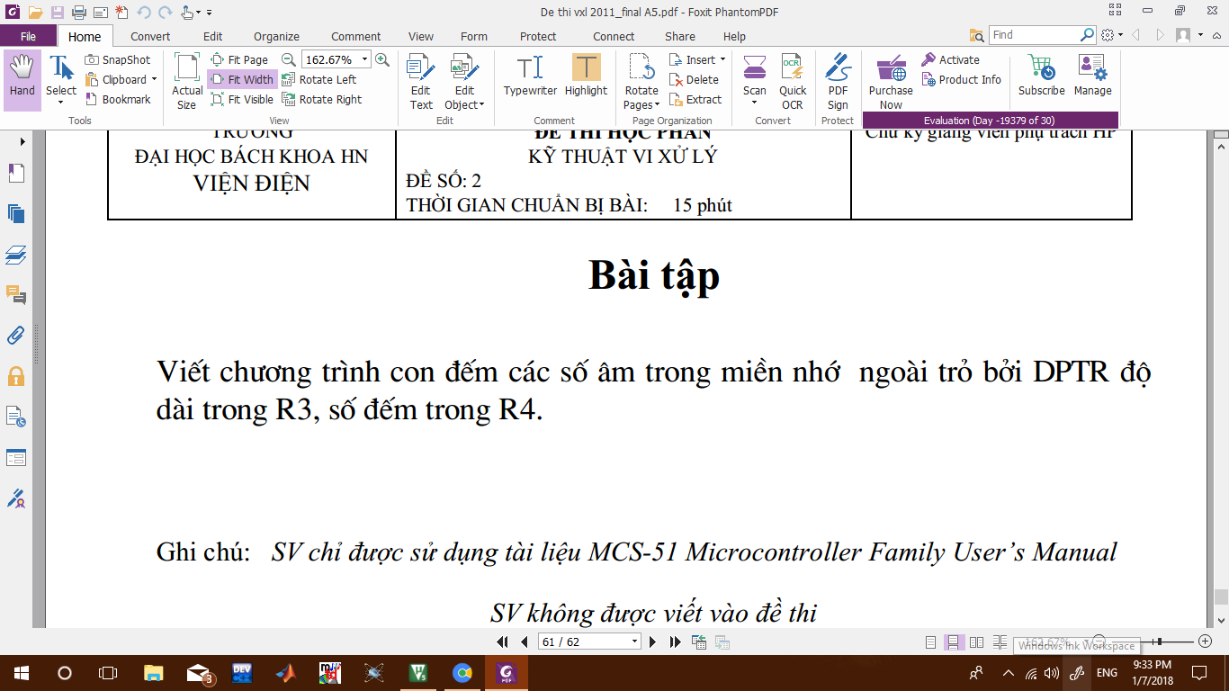 De thi vxl 2011_final A5.pdf - Foxit PhantomPDF
File Home Convert Edit Organize Comment View Form Protect Connect Share Help Find
Hand Select SnapShot Clipboard Bookmark Tools
Actual Size Fit Page Fit Width Fit Visible 162.67% Rotate Left Rotate Right View
Edit Text Edit Object Edit
Typewriter Highlight Comment
Rotate Pages Insert Delete Extract Page Organization
Scan Quick OCR Convert
PDF Sign Protect
Purchase Now Activate Product Info Subscribe Manage
Evaluation (Day -19379 of 30)
TRƯỜNG
ĐẠI HỌC BÁCH KHOA HN
VIỆN ĐIỆN
ĐỀ THI HỌC PHẦN
KỸ THUẬT VI XỬ LÝ
ĐỀ SỐ: 2
THỜI GIAN CHUẨN BỊ BÀI: 15 phút
Chữ ký giảng viên phụ trách HP
Bài tập
Viết chương trình con đếm các số âm trong miền nhớ ngoài trỏ bởi DPTR độ
dài trong R3, số đếm trong R4.
Ghi chú: SV chỉ được sử dụng tài liệu MCS-51 Microcontroller Family User’s Manual
SV không được viết vào đề thi
61 / 62
162.67%
Windows Ink Workspace
DEV
3
ENG
9:33 PM
1/7/2018